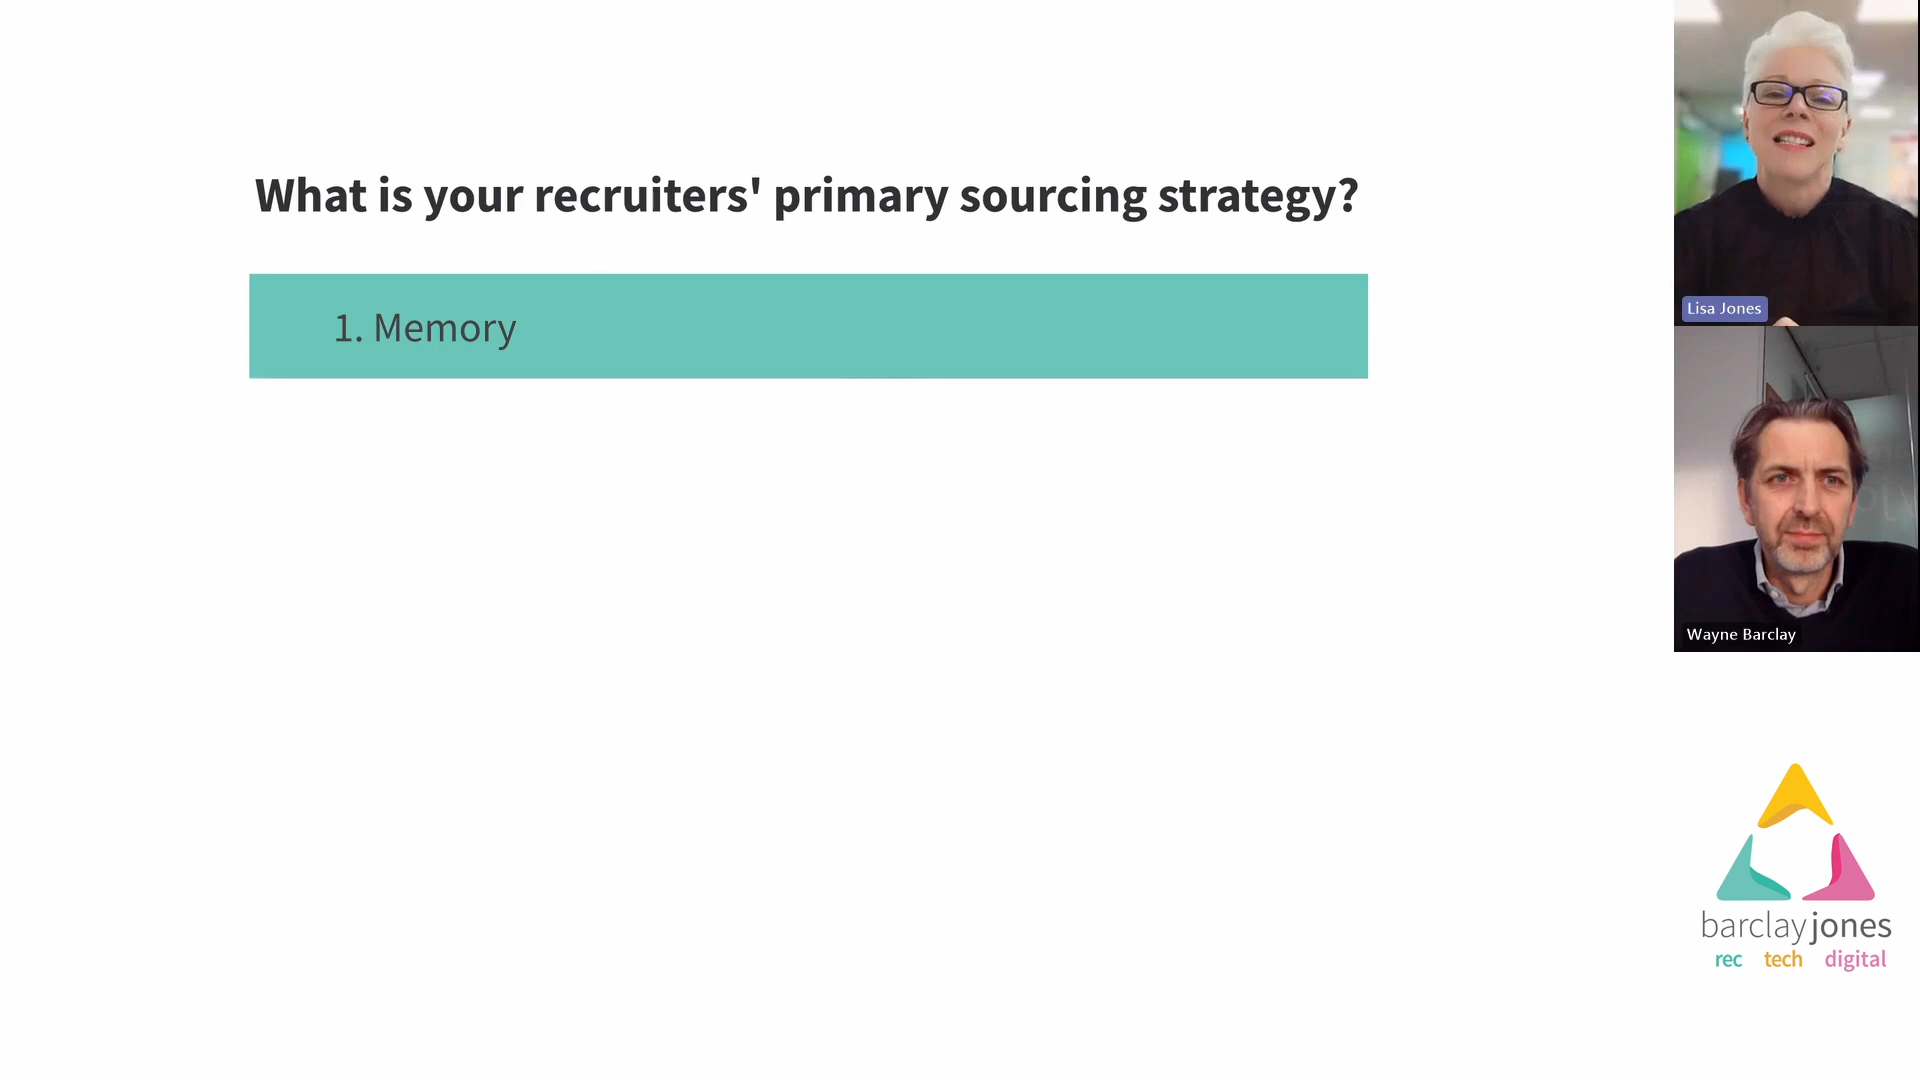 What is your recruiters' primary sourcing strategy?
1. Memory
Lisa Jones
Wayne Barclay
barclayjones
rec tech digital